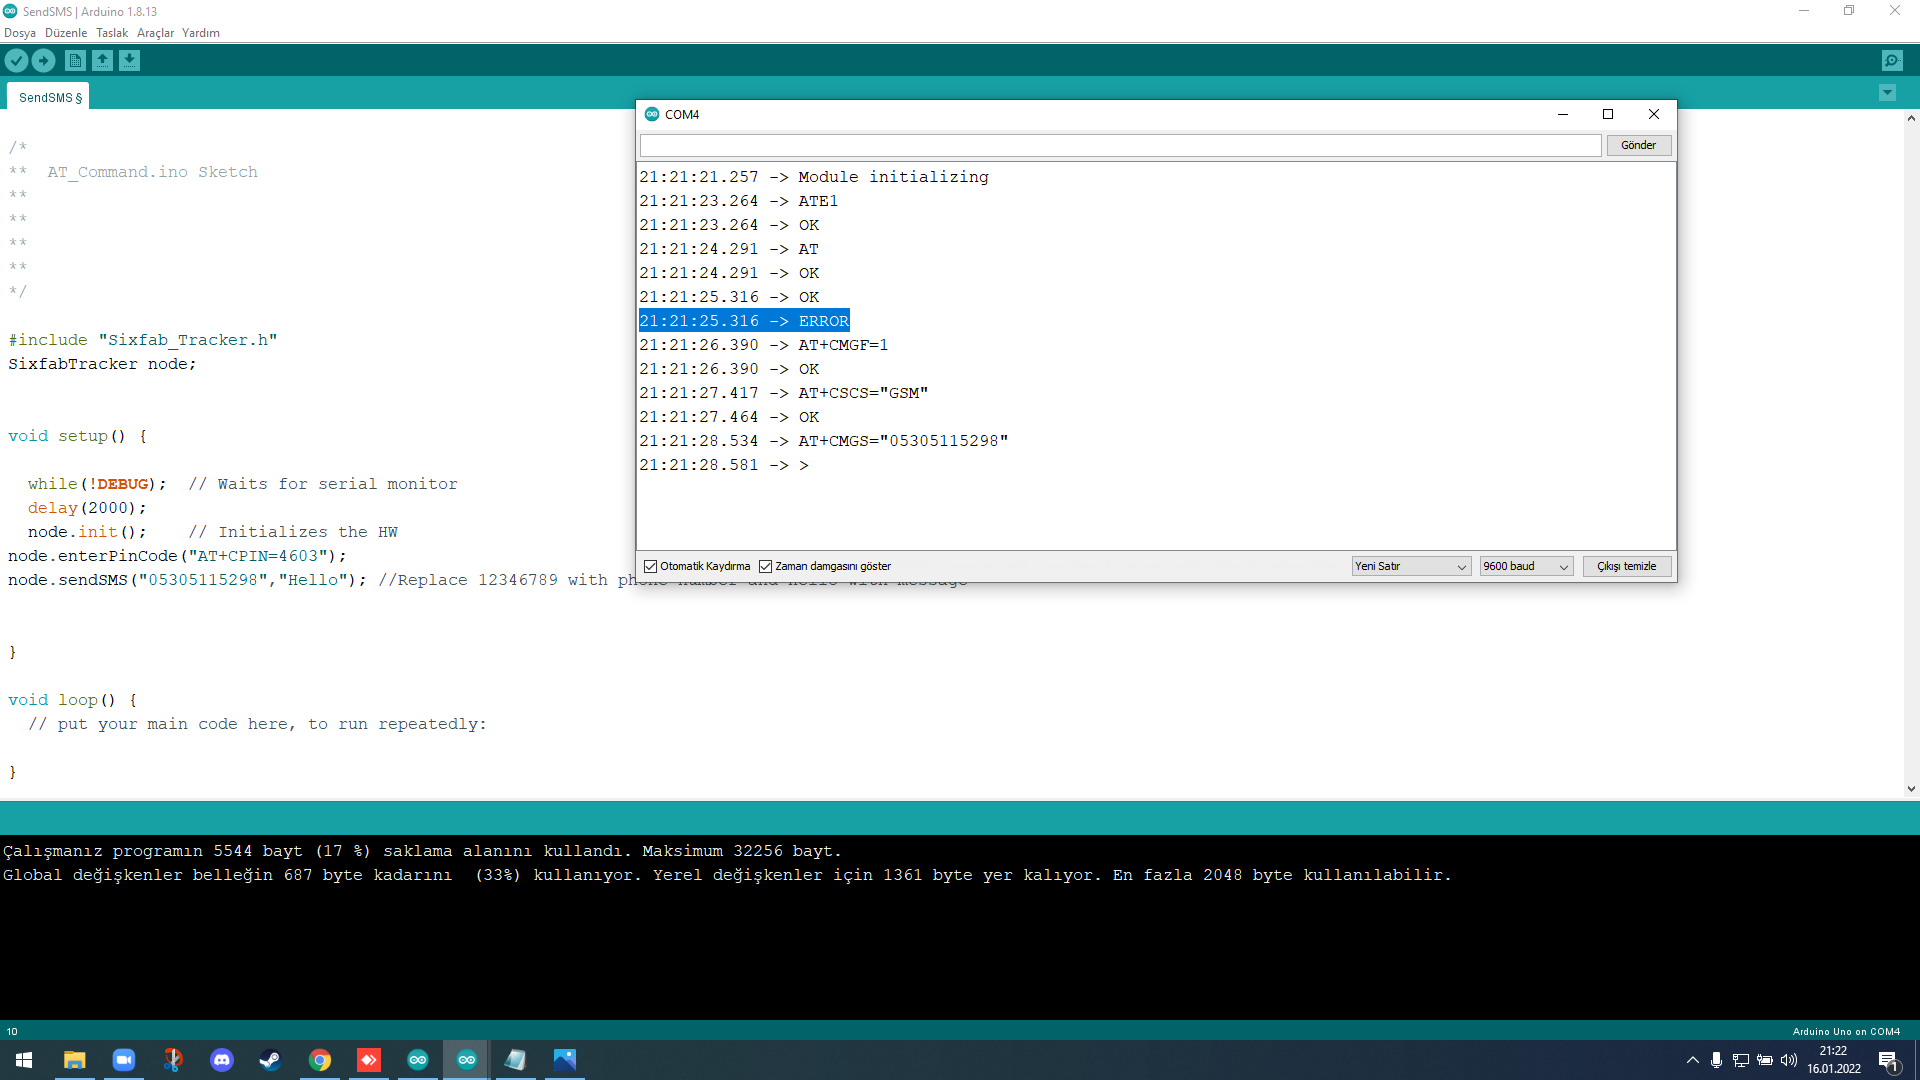 SendSMS | Arduino 1.8.13
Dosya Düzenle Taslak Araçlar Yardım
SendSMS §
/*
** AT_Command.ino Sketch
**
**
**
**
*/
#include "Sixfab_Tracker.h"
SixfabTracker node;
void setup() {
while(!DEBUG); // Waits for serial monitor
delay(2000);
node.init(); // Initializes the HW
node.enterPinCode("AT+CPIN=4603");
node.sendSMS("05305115298","Hello"); //Replace 12346789 with phone number and hello with message
}
void loop() {
// put your main code here, to run repeatedly:
}
COM4
Gönder
21:21:21.257 -> Module initializing
21:21:23.264 -> ATE1
21:21:23.264 -> OK
21:21:24.291 -> AT
21:21:24.291 -> OK
21:21:25.316 -> OK
21:21:25.316 -> ERROR
21:21:26.390 -> AT+CMGF=1
21:21:26.390 -> OK
21:21:27.417 -> AT+CSCS="GSM"
21:21:27.464 -> OK
21:21:28.534 -> AT+CMGS="05305115298"
21:21:28.581 -> >
Otomatik Kaydırma Zaman damgasını göster Yeni Satır 9600 baud Çıkışı temizle
Çalışmanız programın 5544 bayt (17 %) saklama alanını kullandı. Maksimum 32256 bayt.
Global değişkenler belleğin 687 byte kadarını (33%) kullanıyor. Yerel değişkenler için 1361 byte yer kalıyor. En fazla 2048 byte kullanılabilir.
10 Arduino Uno on COM4
21:22
16.01.2022
1